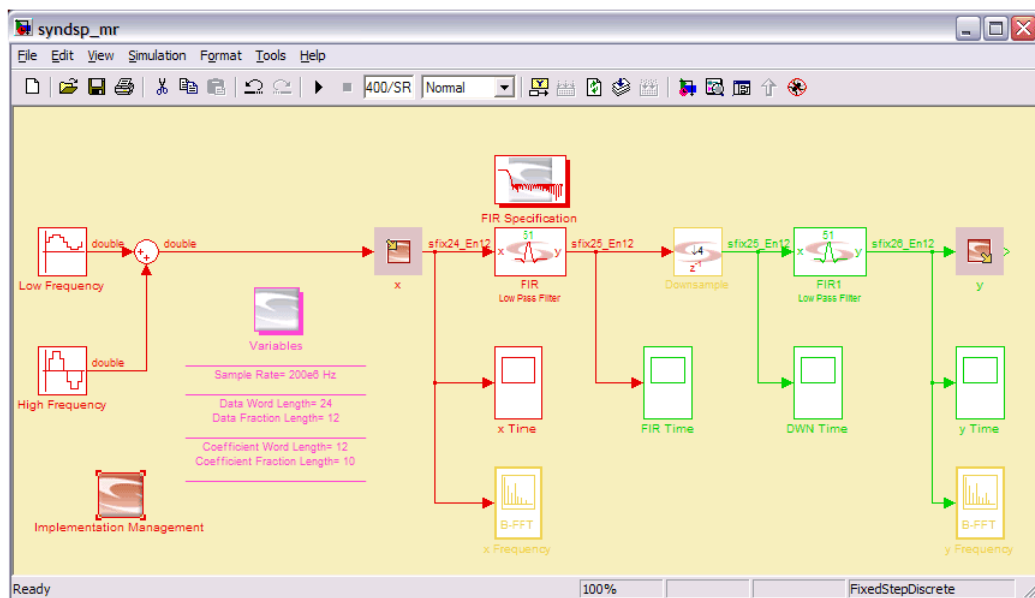 syndsp_mr
File Edit View Simulation Format Tools Help
400/SR Normal
FIR Specification
double double sfix24_En12 51 sfix25_En12 sfix25_En12 51 sfix26_En12
x y ↓4 x y
z-1
Low Frequency x FIR Downsample FIR1 y
Low Pass Filter Low Pass Filter
Variables
double
Sample Rate= 200e6 Hz
Data Word Length= 24
Data Fraction Length= 12
High Frequency
x Time FIR Time DWN Time y Time
Coefficient Word Length= 12
Coefficient Fraction Length= 10
B-FFT B-FFT
Implementation Management
x Frequency y Frequency
Ready 100% FixedStepDiscrete